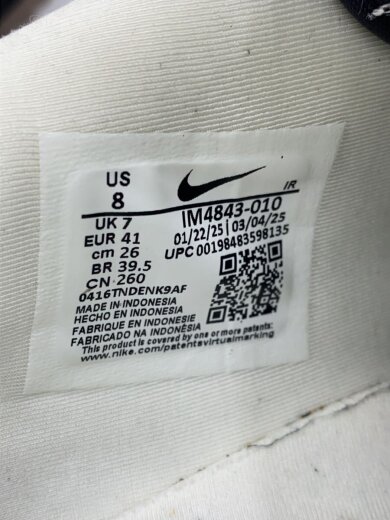 US
8
IR
UK 7
EUR 41
cm 26
BR 39.5
CN 260
IM4843-010
01/22/25 | 03/04/25
UPC 00198483598135
0416TNDENK9AF
MADE IN INDONESIA
HECHO EN INDONESIA
FABRIQUE EN INDONESIE
FABRICADO NA INDONÉSIA
This product is covered by one or more patents:
www.nike.com/patentsvirtualmarking